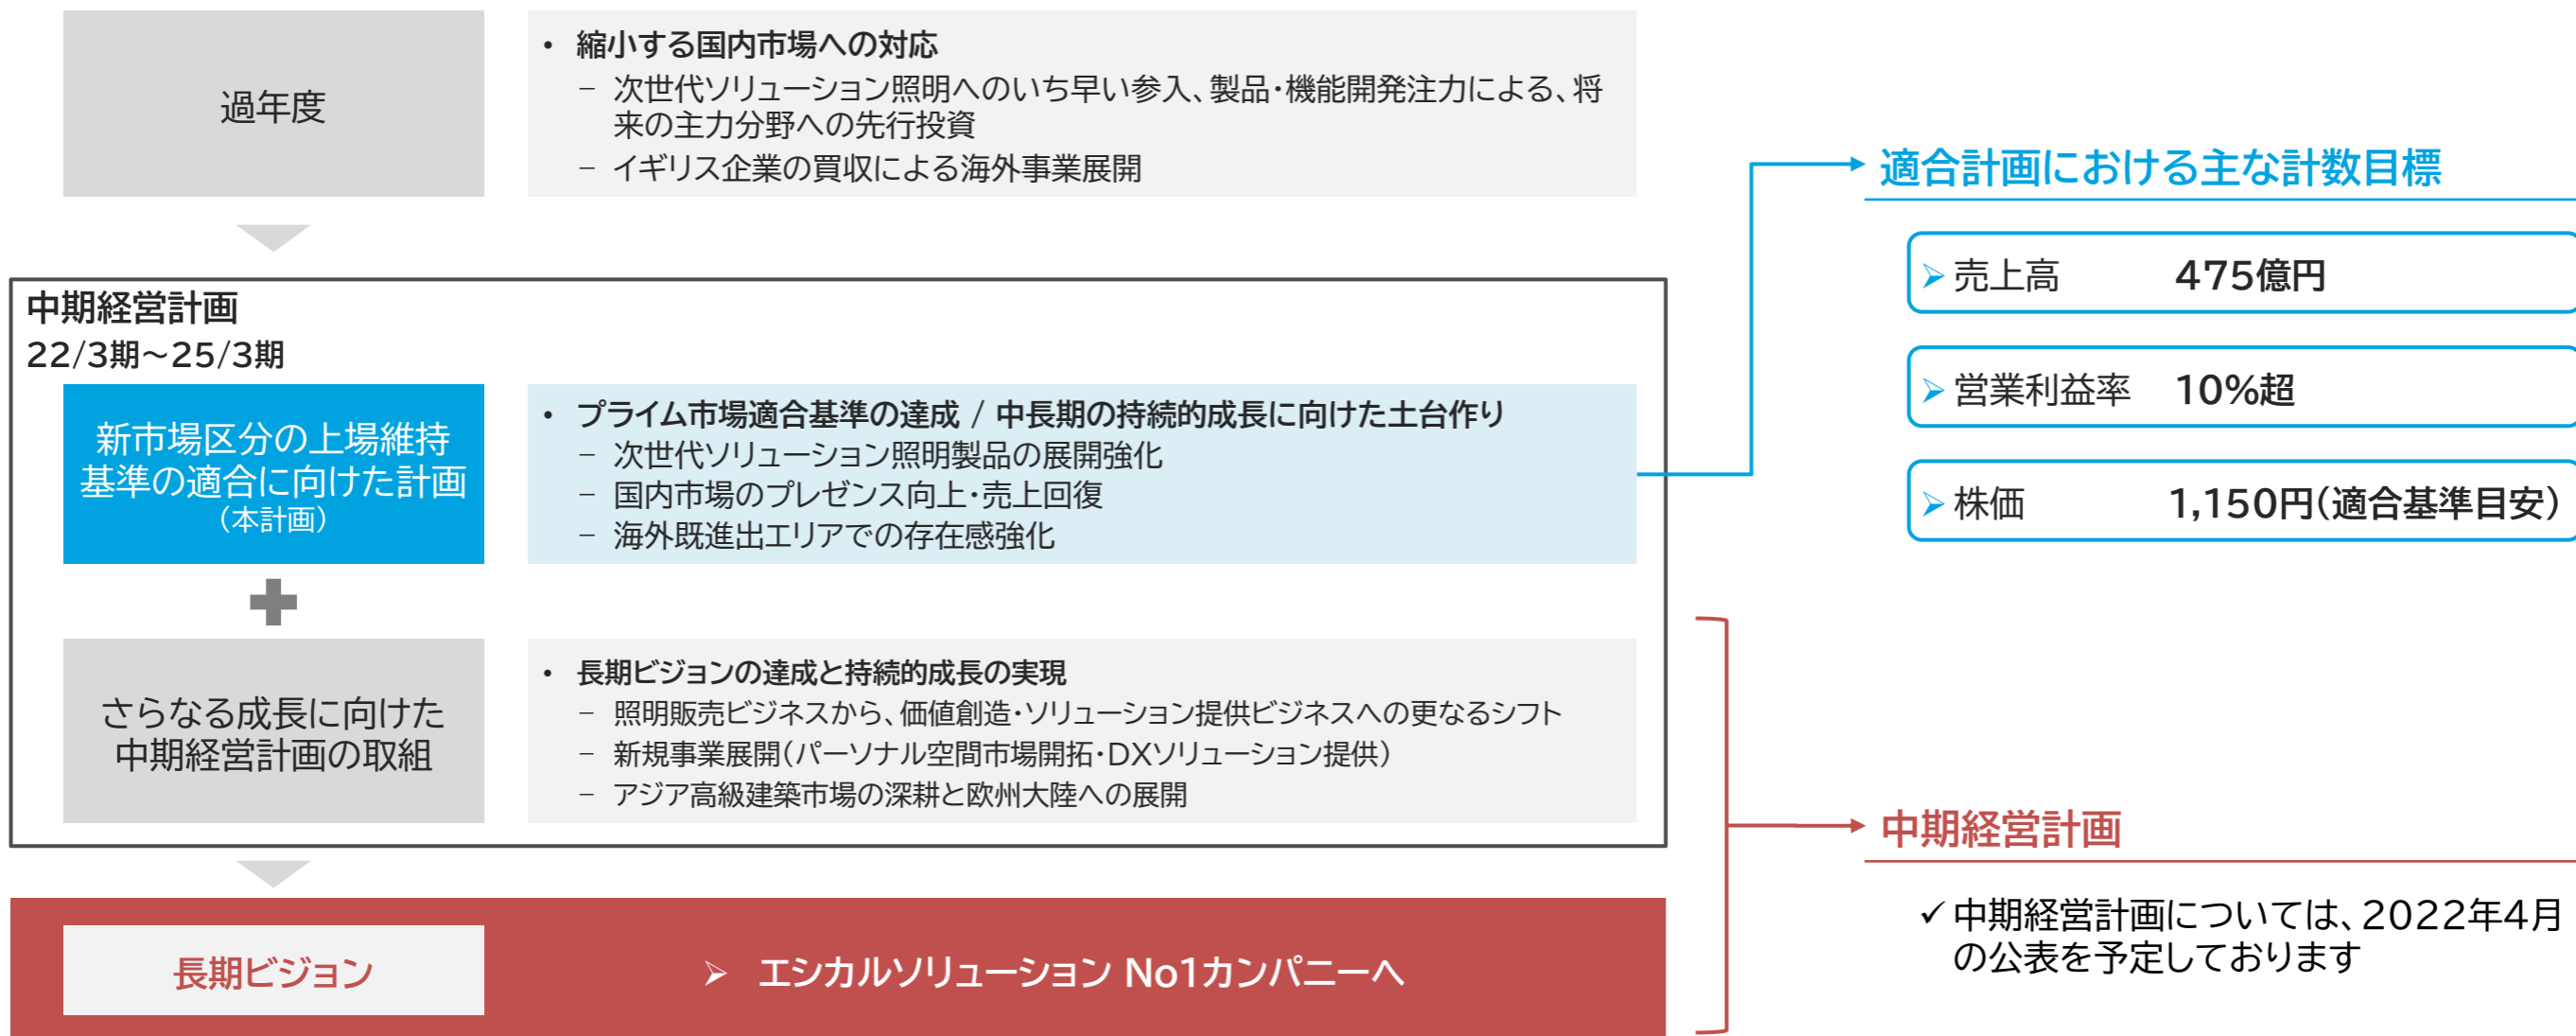 過年度
• 縮小する国内市場への対応
− 次世代ソリューション照明へのいち早い参入、製品・機能開発注力による、将
来の主力分野への先行投資
− イギリス企業の買収による海外事業展開
中期経営計画
22/3期～25/3期
新市場区分の上場維持
基準の適合に向けた計画
（本計画）
• プライム市場適合基準の達成 / 中長期の持続的成長に向けた土台作り
− 次世代ソリューション照明製品の展開強化
− 国内市場のプレゼンス向上・売上回復
− 海外既進出エリアでの存在感強化
さらなる成長に向けた
中期経営計画の取組
• 長期ビジョンの達成と持続的成長の実現
− 照明販売ビジネスから、価値創造・ソリューション提供ビジネスへの更なるシフト
− 新規事業展開（パーソナル空間市場開拓・DXソリューション提供）
− アジア高級建築市場の深耕と欧州大陸への展開
長期ビジョン
➢ エシカルソリューション No1カンパニーへ
適合計画における主な計数目標
➢ 売上高 475億円
➢ 営業利益率 10%超
➢ 株価 1,150円（適合基準目安）
中期経営計画
✓ 中期経営計画については、2022年4月
の公表を予定しております